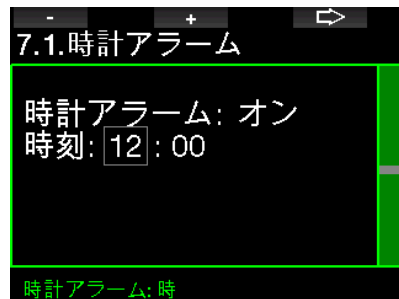 - +
7.1.時計アラーム
時計アラーム: オン
時刻: 12 : 00
時計アラーム: 時